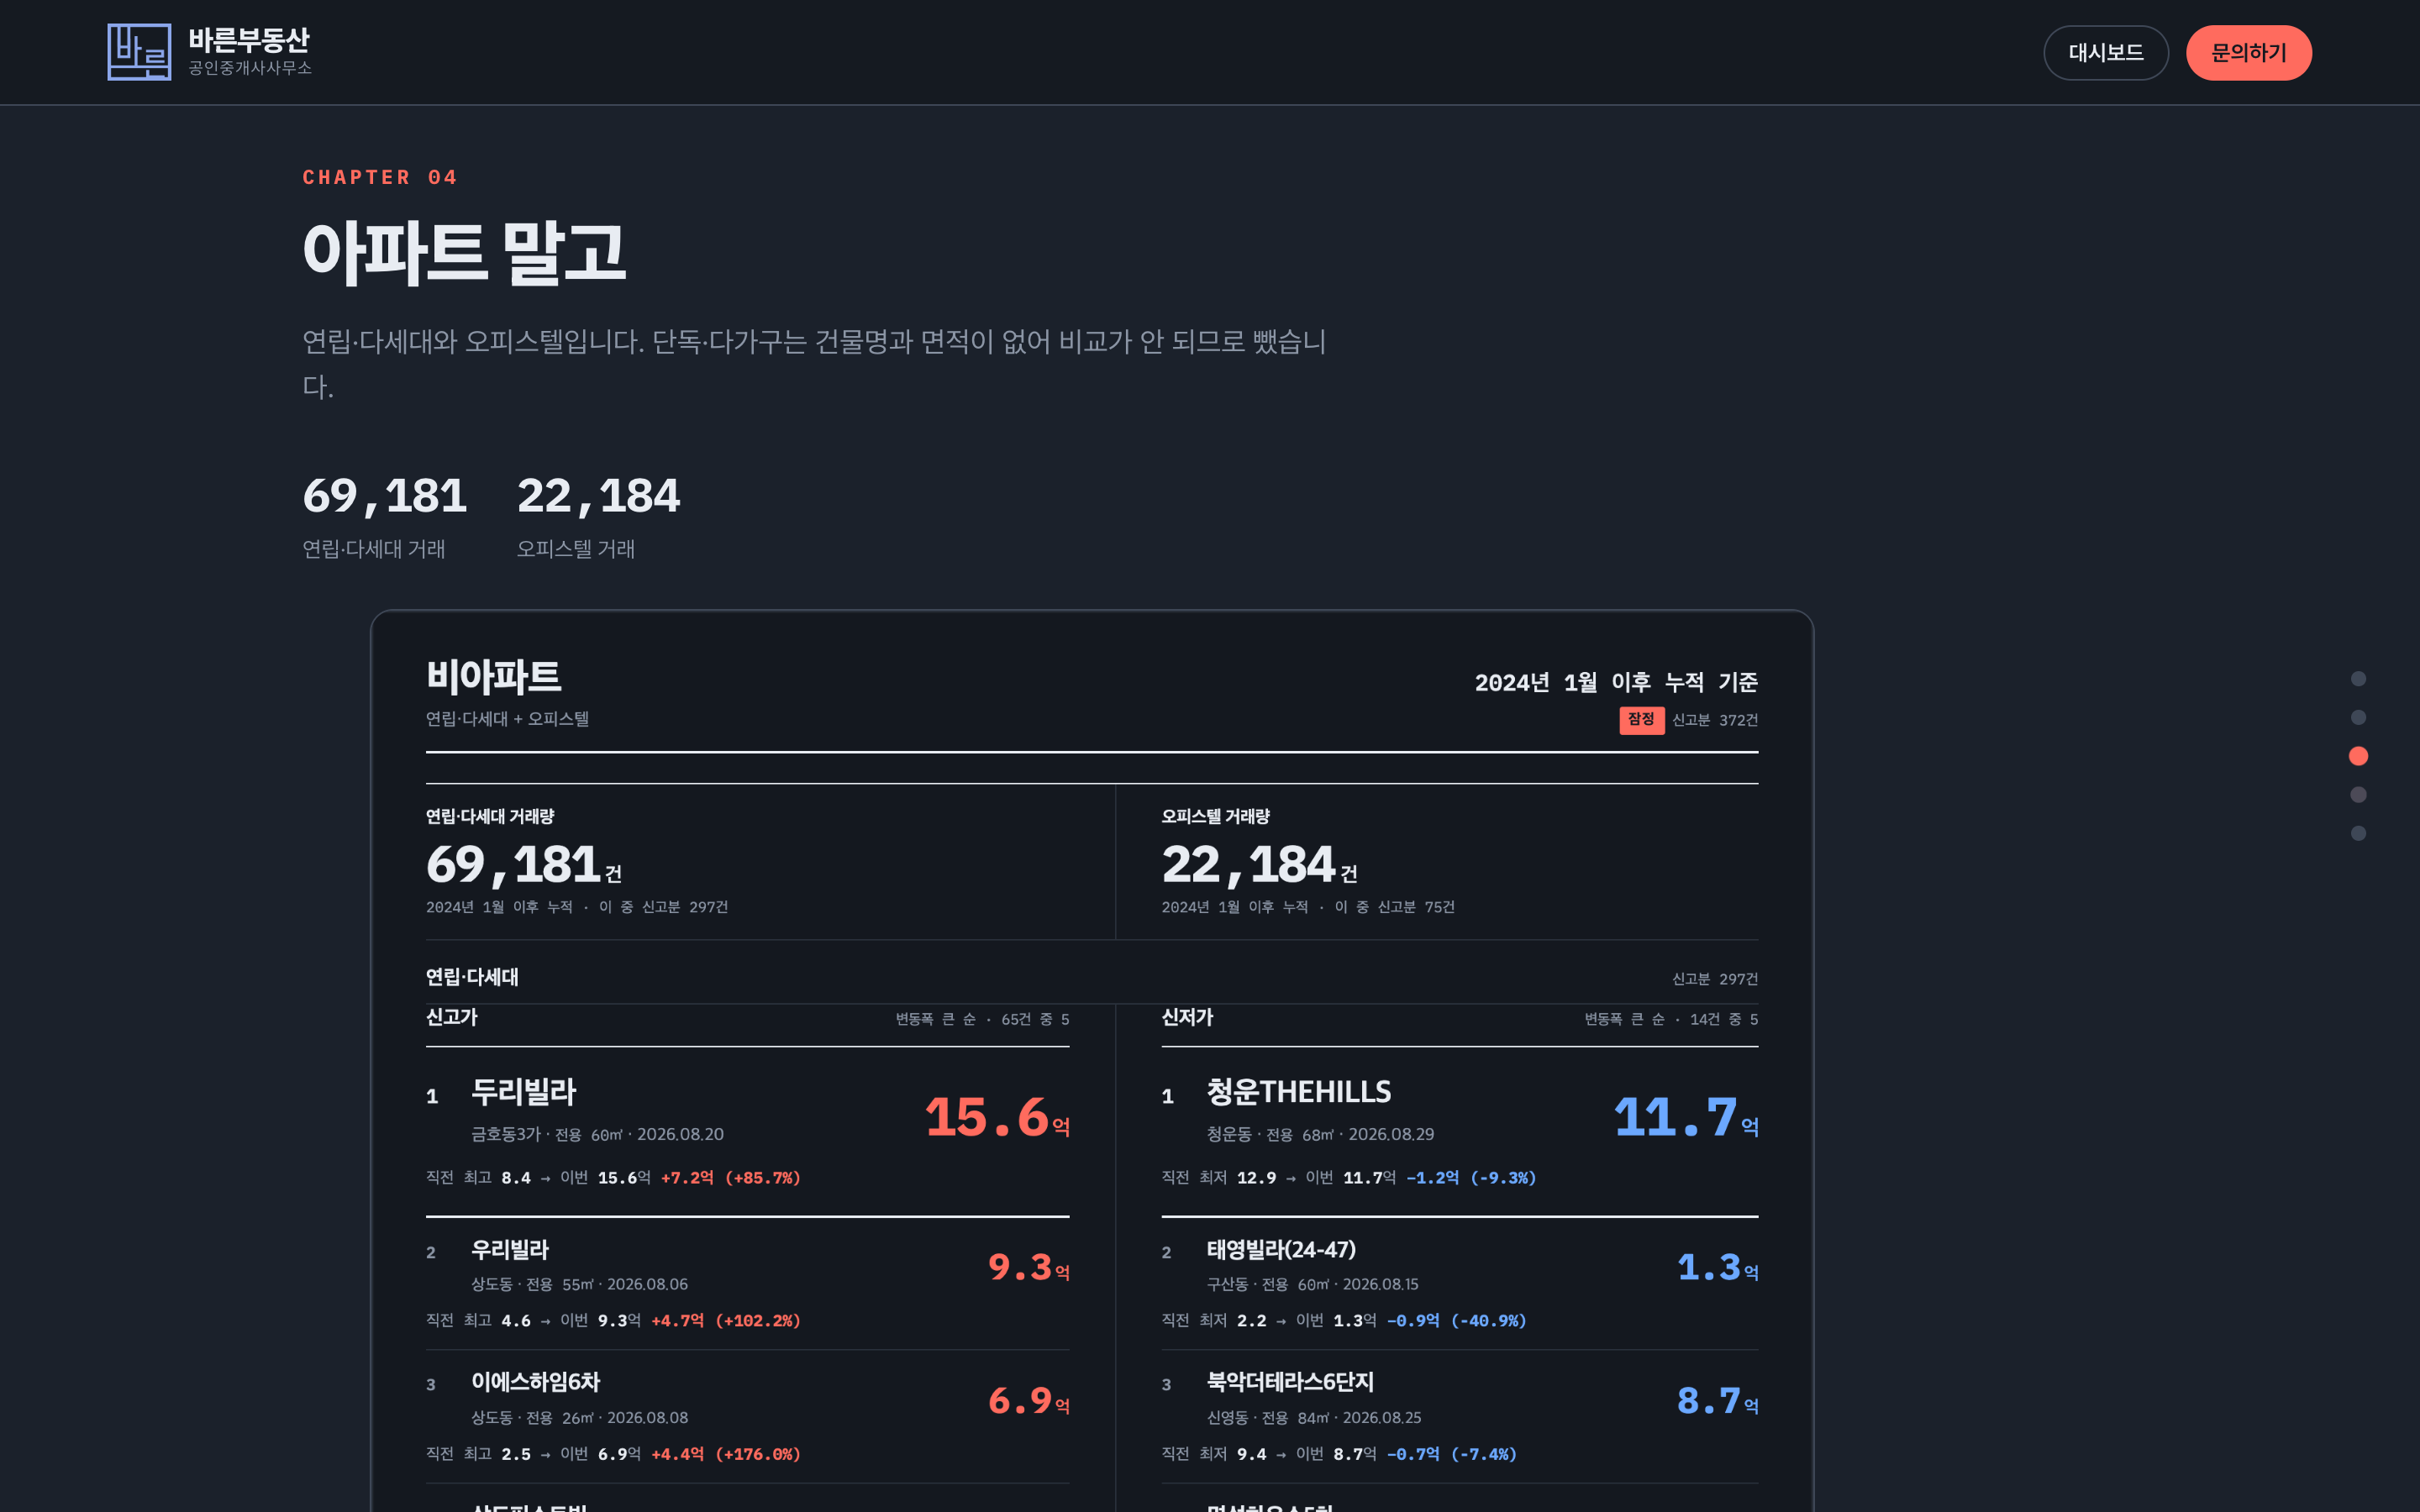 바른
바른부동산
공인중개사사무소
대시보드
문의하기
CHAPTER 04
아파트 말고
연립·다세대와 오피스텔입니다. 단독·다가구는 건물명과 면적이 없어 비교가 안 되므로 뺐습니
다.
69,181 22,184
연립·다세대 거래 오피스텔 거래
비아파트 2024년 1월 이후 누적 기준
연립·다세대 + 오피스텔 잠정 신고분 372건
연립·다세대 거래량
69,181건
2024년 1월 이후 누적 · 이 중 신고분 297건
오피스텔 거래량
22,184건
2024년 1월 이후 누적 · 이 중 신고분 75건
연립·다세대 신고분 297건
신고가 변동폭 큰 순 · 65건 중 5
1 두리빌라 15.6억
금호동3가 · 전용 60㎡ · 2026.08.20
직전 최고 8.4 → 이번 15.6억 +7.2억 (+85.7%)
2 우리빌라 9.3억
상도동 · 전용 55㎡ · 2026.08.06
직전 최고 4.6 → 이번 9.3억 +4.7억 (+102.2%)
3 이에스하임6차 6.9억
상도동 · 전용 26㎡ · 2026.08.08
직전 최고 2.5 → 이번 6.9억 +4.4억 (+176.0%)
신저가 변동폭 큰 순 · 14건 중 5
1 청운THEHILLS 11.7억
청운동 · 전용 68㎡ · 2026.08.29
직전 최저 12.9 → 이번 11.7억 −1.2억 (-9.3%)
2 태영빌라(24-47) 1.3억
구산동 · 전용 60㎡ · 2026.08.15
직전 최저 2.2 → 이번 1.3억 −0.9억 (-40.9%)
3 북악더테라스6단지 8.7억
신영동 · 전용 84㎡ · 2026.08.25
직전 최저 9.4 → 이번 8.7억 −0.7억 (-7.4%)